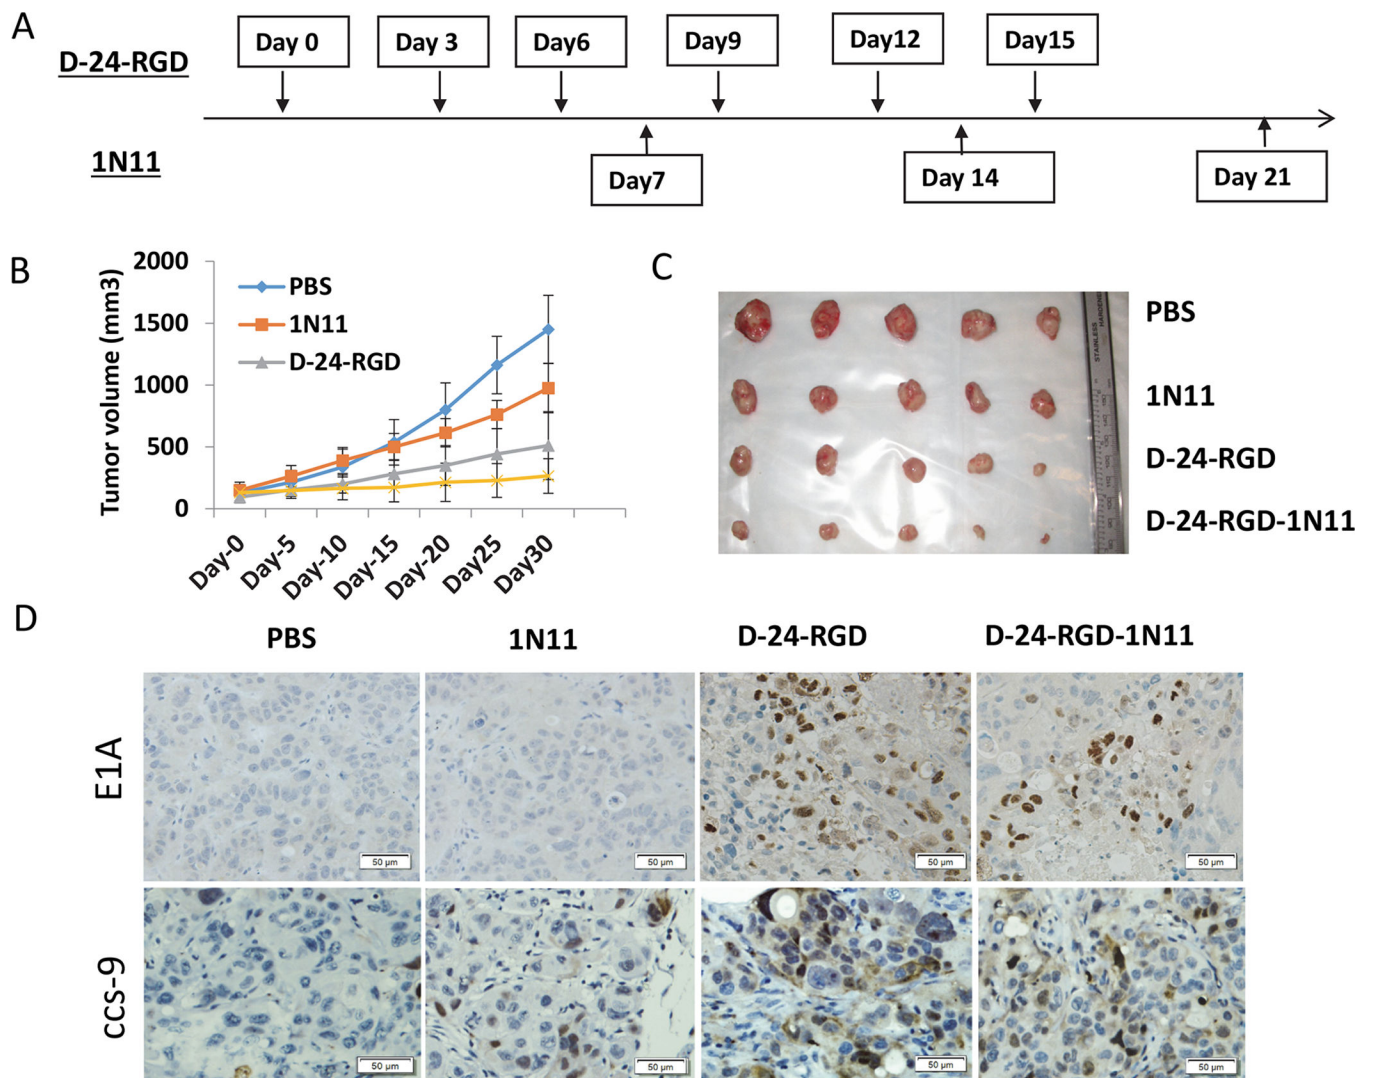 A
D-24-RGD
Day 0
Day 3
Day6
Day9
Day12
Day15
1N11
Day7
Day 14
Day 21
B
Tumor volume (mm3)
2000
1500
1000
500
0
PBS
1N11
D-24-RGD
Day-0
Day-5
Day-10
Day-15
Day-20
Day25
Day30
C
STAINLESS
HARDENED
PBS
1N11
D-24-RGD
D-24-RGD-1N11
D
PBS
1N11
D-24-RGD
D-24-RGD-1N11
E1A
50 µm
50 µm
50 µm
50 µm
ccs-9
50 µm
50 µm
50 µm
50 µm